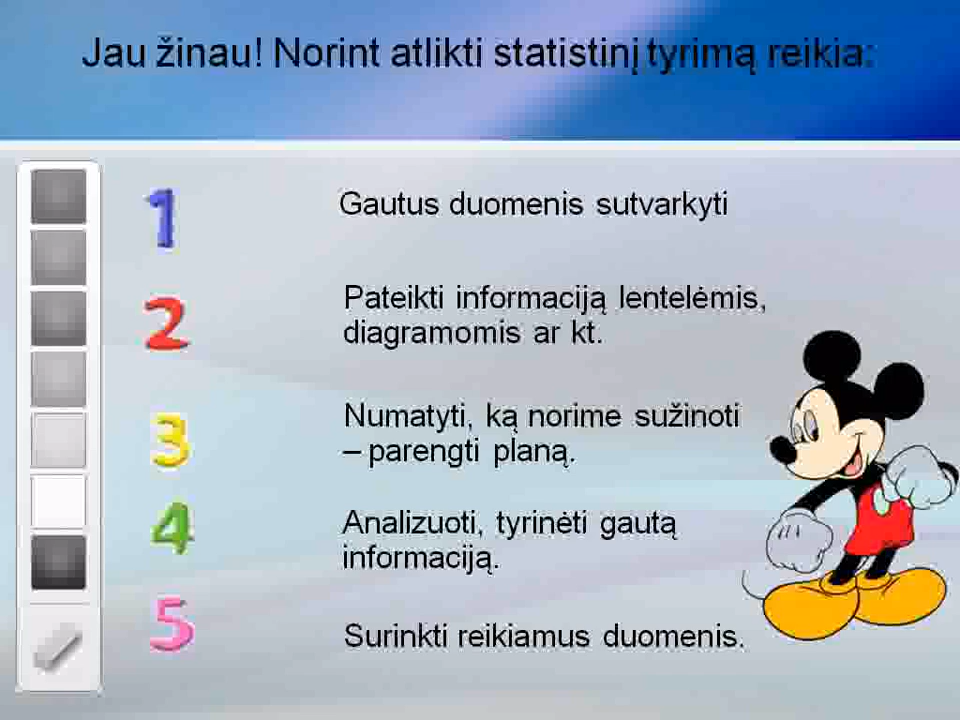 Jau žinau! Norint atlikti statistinį tyrimą reikia:
1 Gautus duomenis sutvarkyti
2 Pateikti informaciją lentelėmis,
diagramomis ar kt.
3 Numatyti, ką norime sužinoti
– parengti planą.
4 Analizuoti, tyrinėti gautą
informaciją.
5 Surinkti reikiamus duomenis.